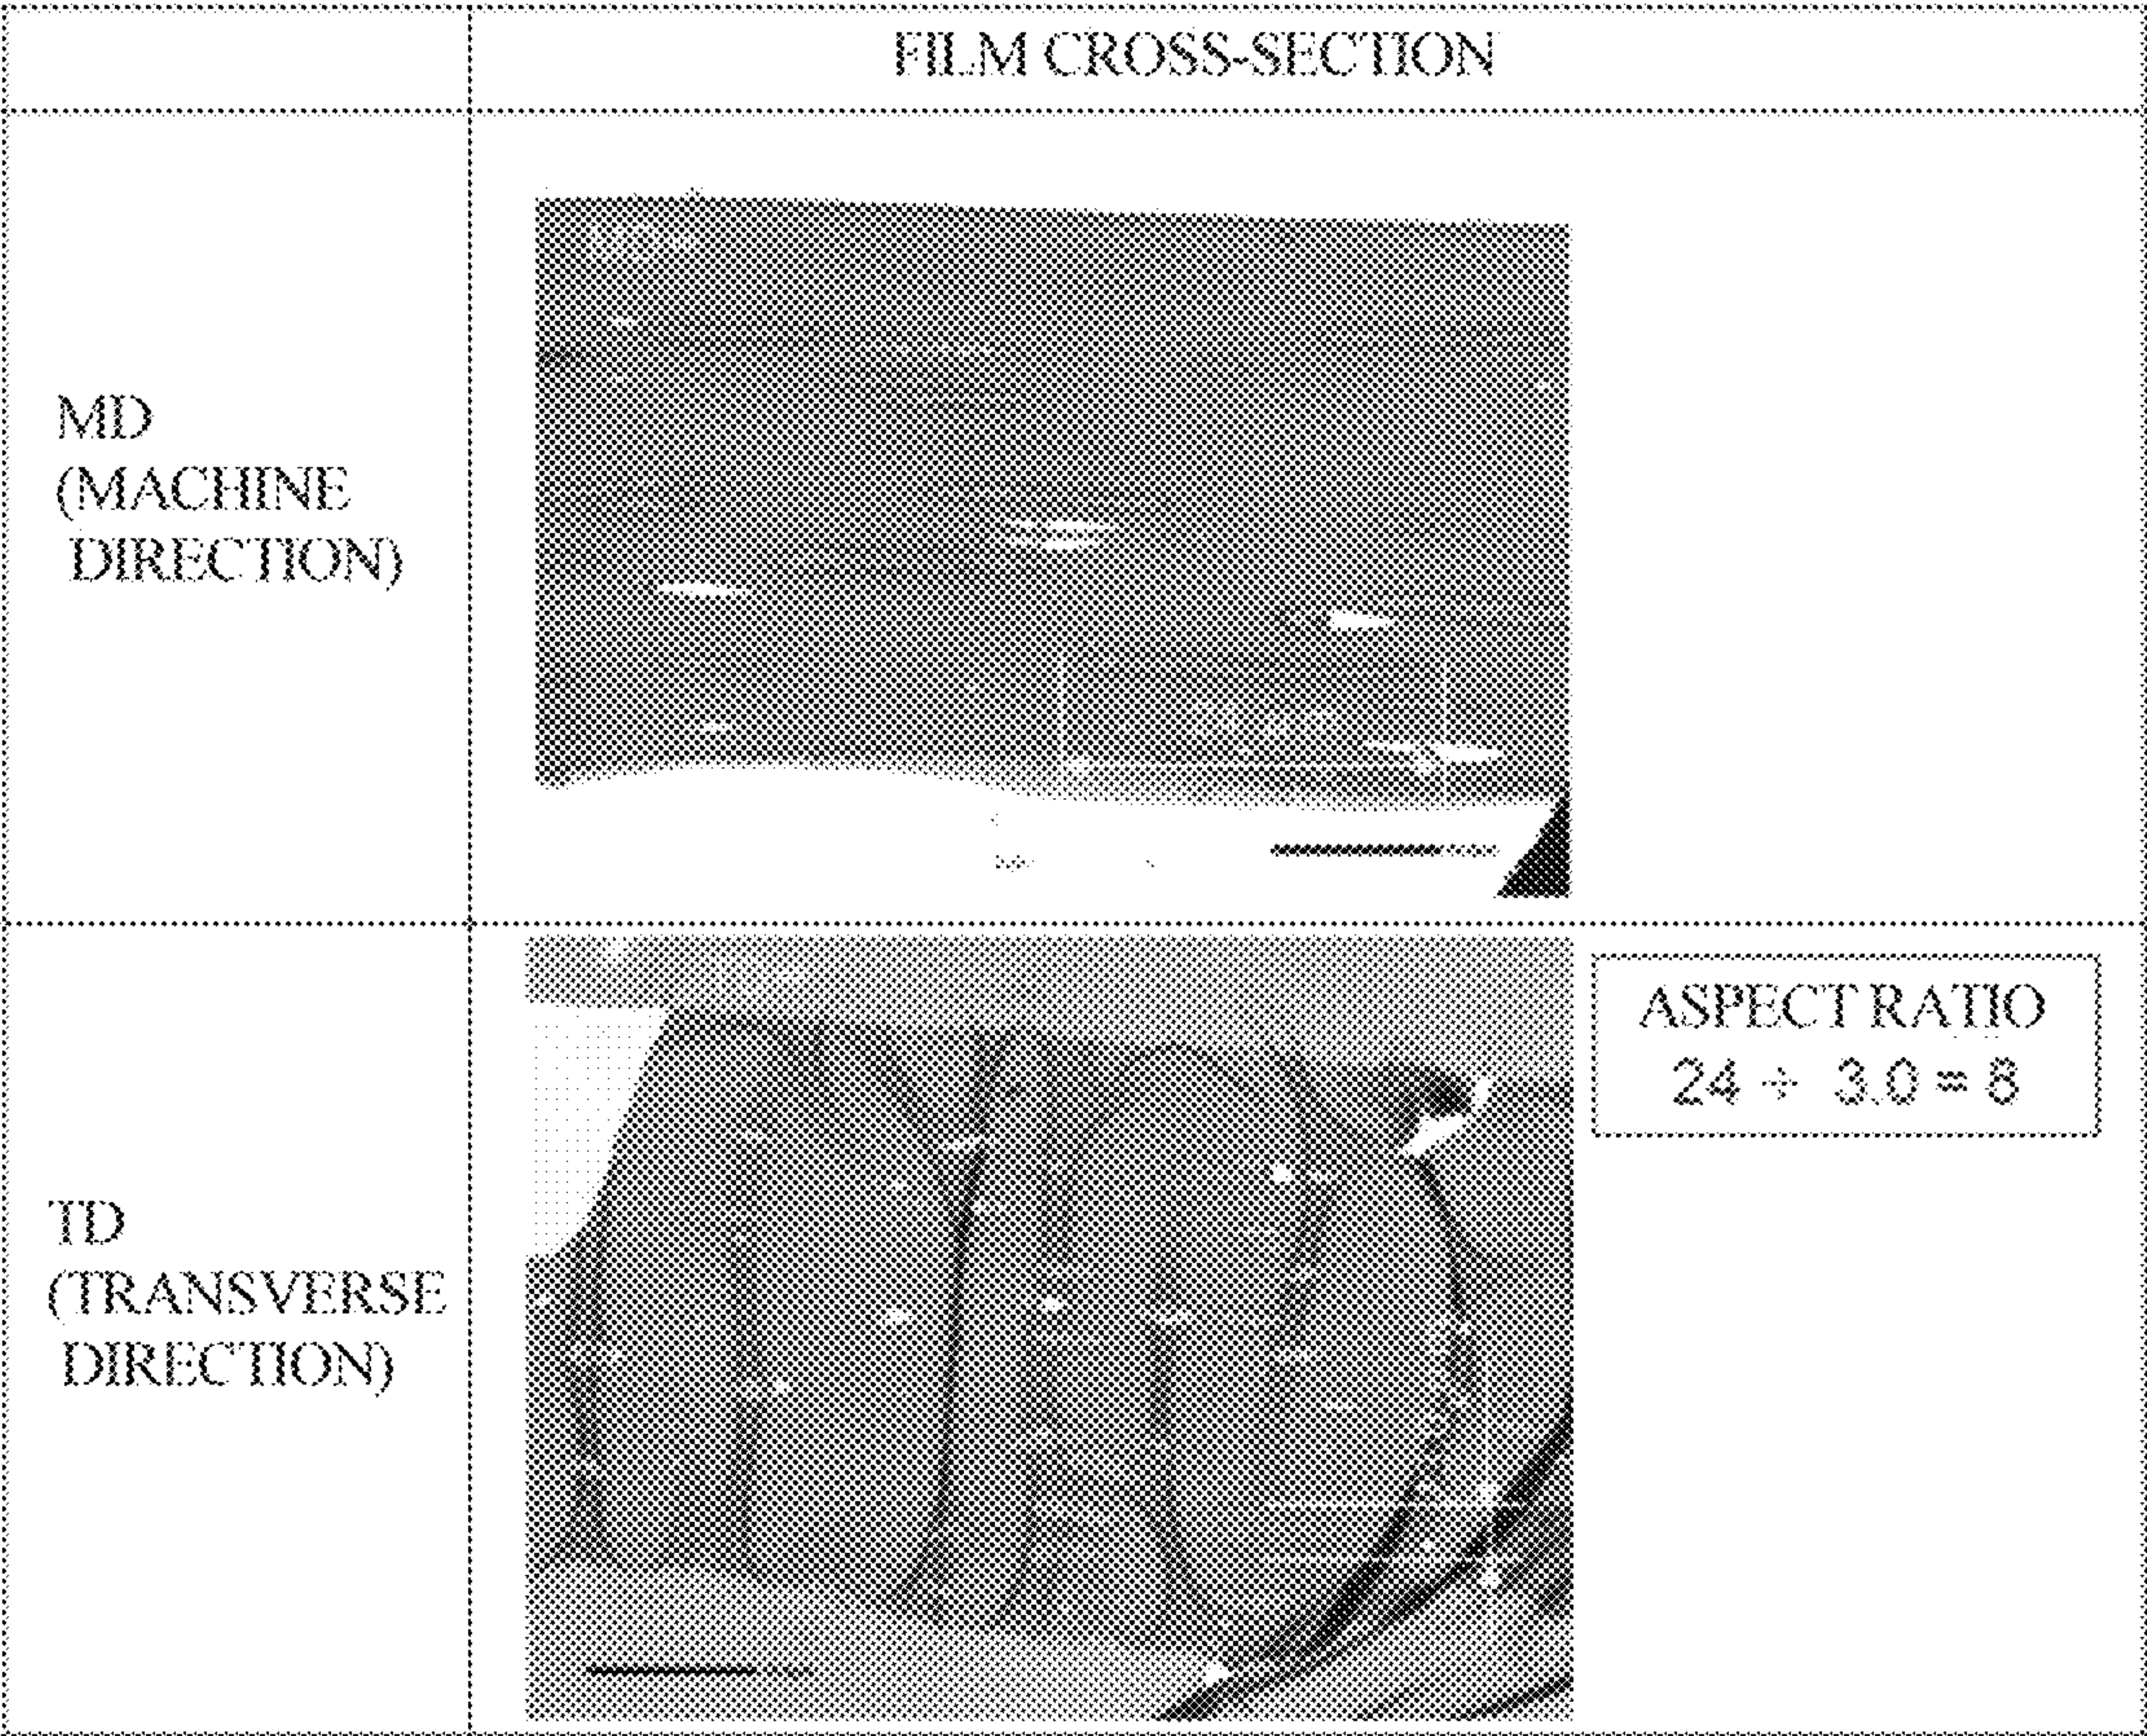 FILM CROSS-SECTION
MD
(MACHINE
DIRECTION)
TD
(TRANSVERSE
DIRECTION)
ASPECT RATIO
24 ÷ 3.0 = 8